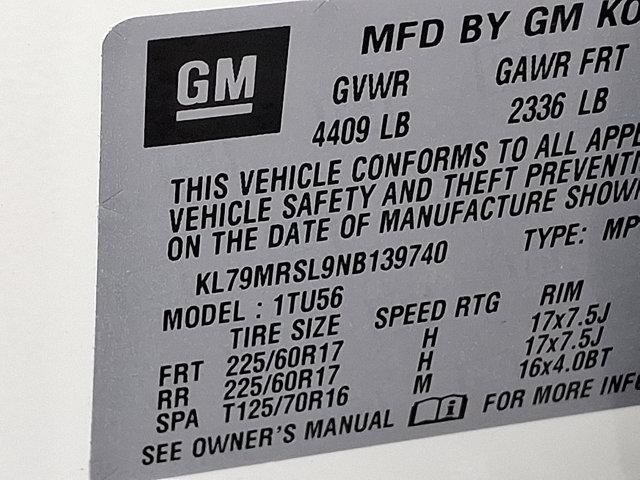 GM
MFD BY GM KO
GVWR GAWR FRT
4409 LB 2336 LB
THIS VEHICLE CONFORMS TO ALL APPL
VEHICLE SAFETY AND THEFT PREVENTI
ON THE DATE OF MANUFACTURE SHOW
KL79MRSL9NB139740 TYPE: MP
MODEL : 1TU56
TIRE SIZE SPEED RTG RIM
FRT 225/60R17 H 17x7.5J
RR 225/60R17 H 17x7.5J
SPA T125/70R16 M 16x4.0BT
SEE OWNER'S MANUAL i FOR MORE INFO